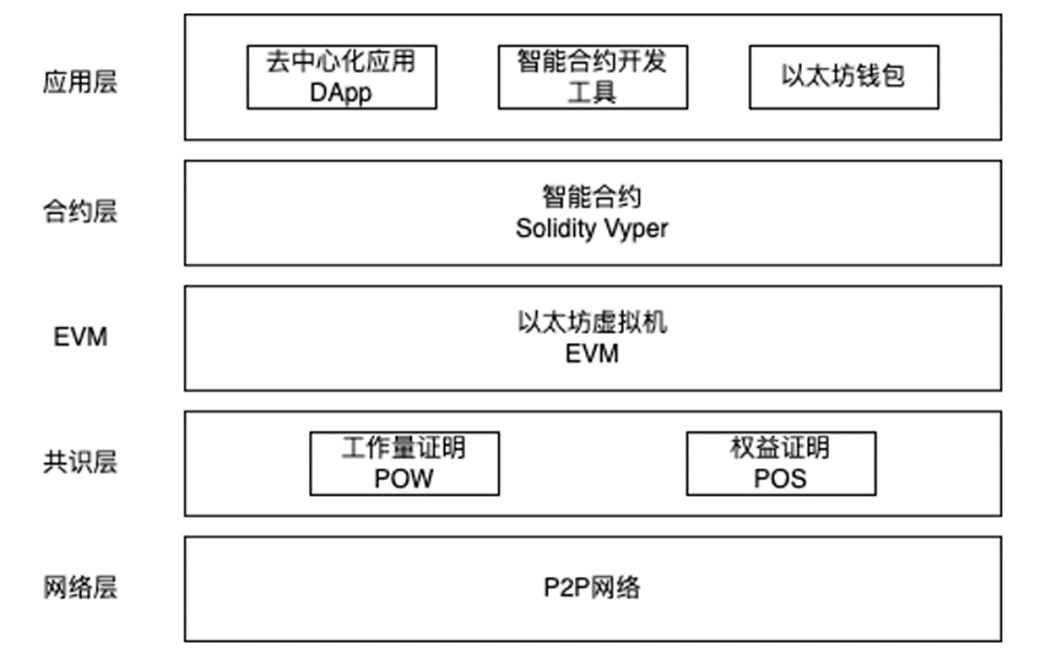 应用层
去中心化应用
DApp
智能合约开发
工具
以太坊钱包
合约层
智能合约
Solidity Vyper
EVM
以太坊虚拟机
EVM
共识层
工作量证明
POW
权益证明
POS
网络层
P2P网络